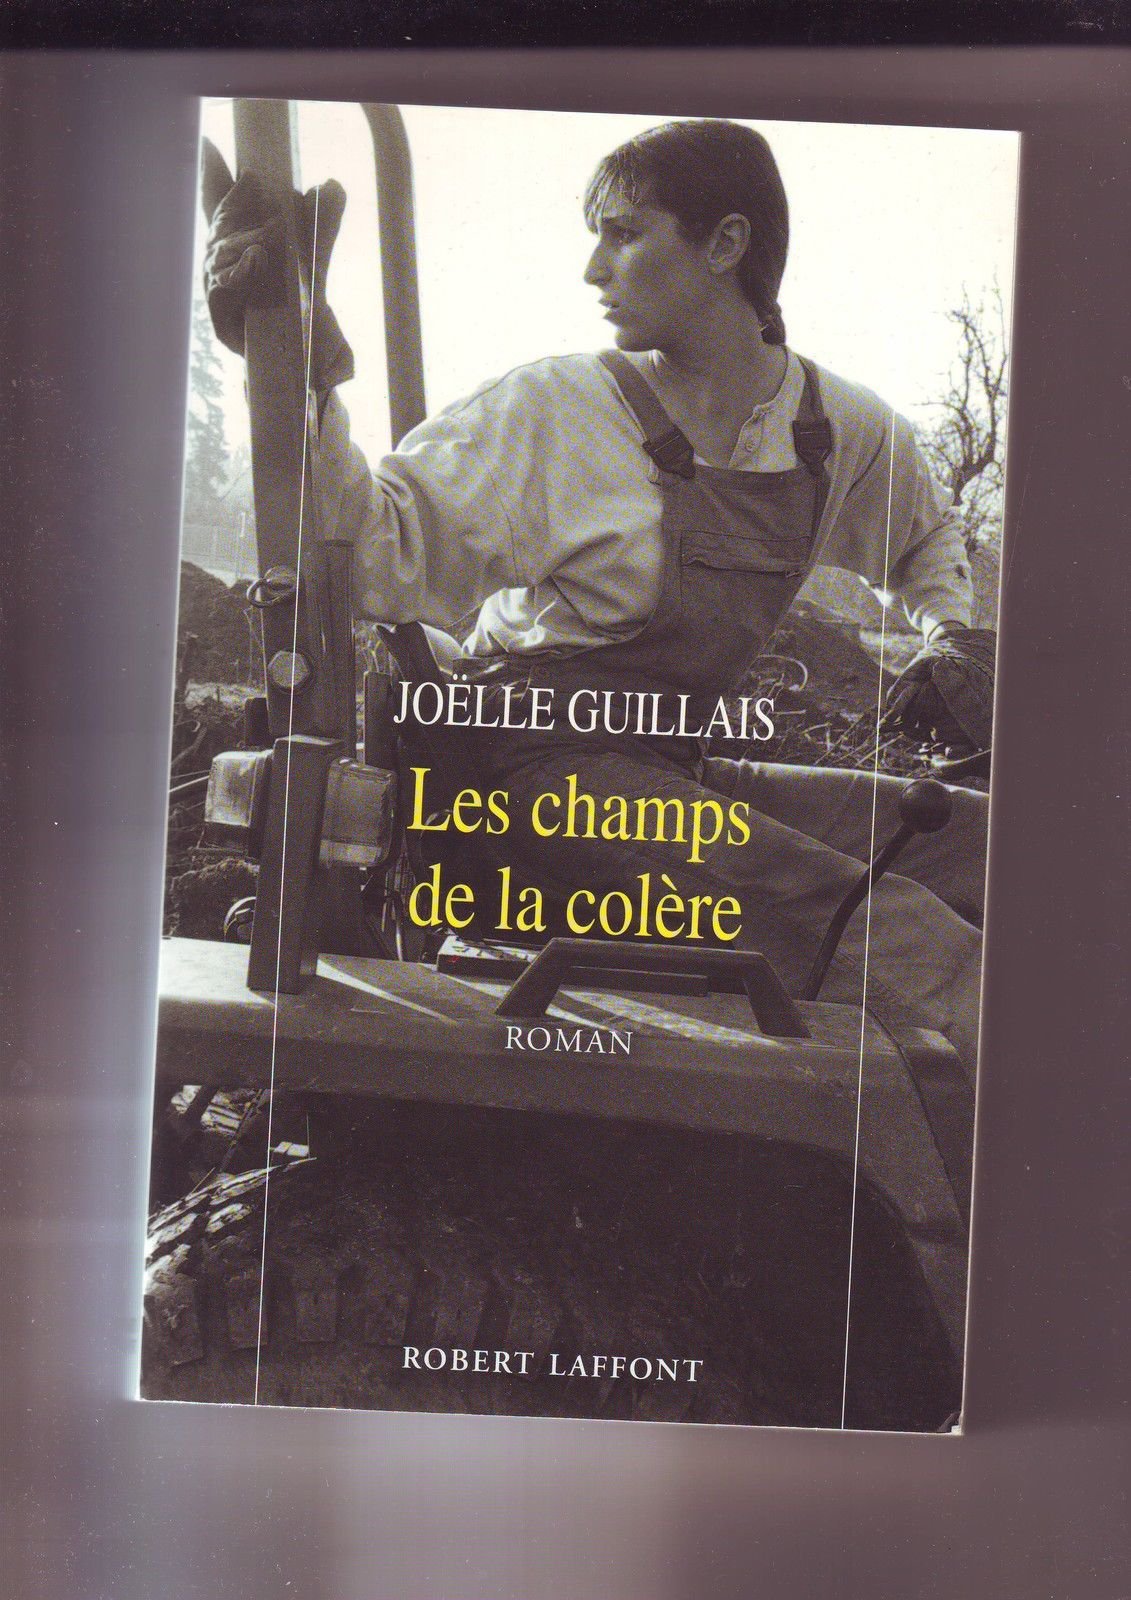 JOËLLE GUILLAIS
Les champs
de la colère
ROMAN
ROBERT LAFFONT